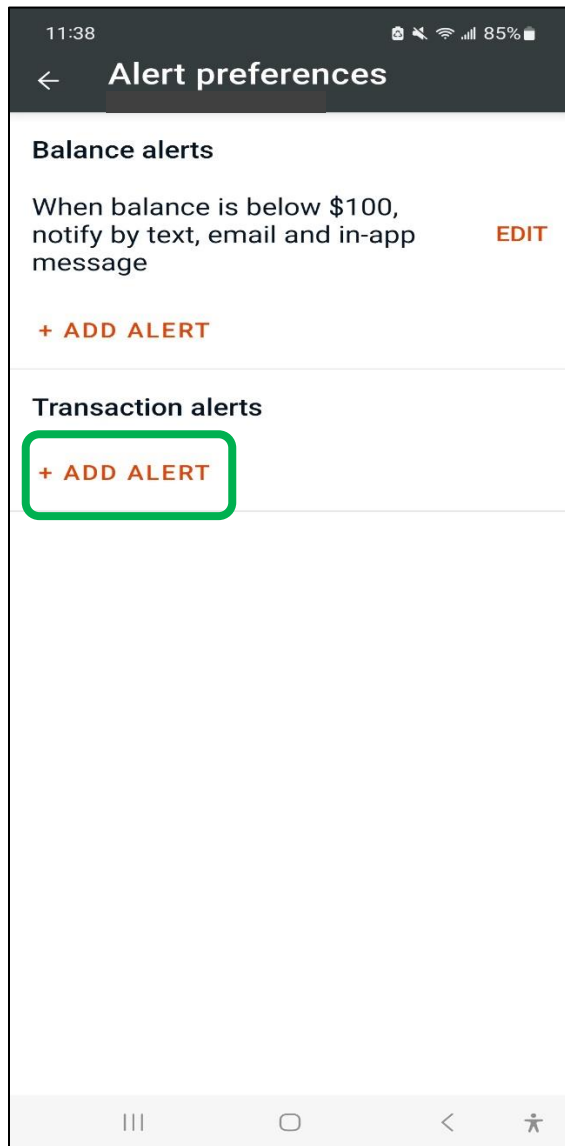 11:38 85%
Alert preferences
Balance alerts
When balance is below $100,
notify by text, email and in-app
message
EDIT
+ ADD ALERT
Transaction alerts
+ ADD ALERT